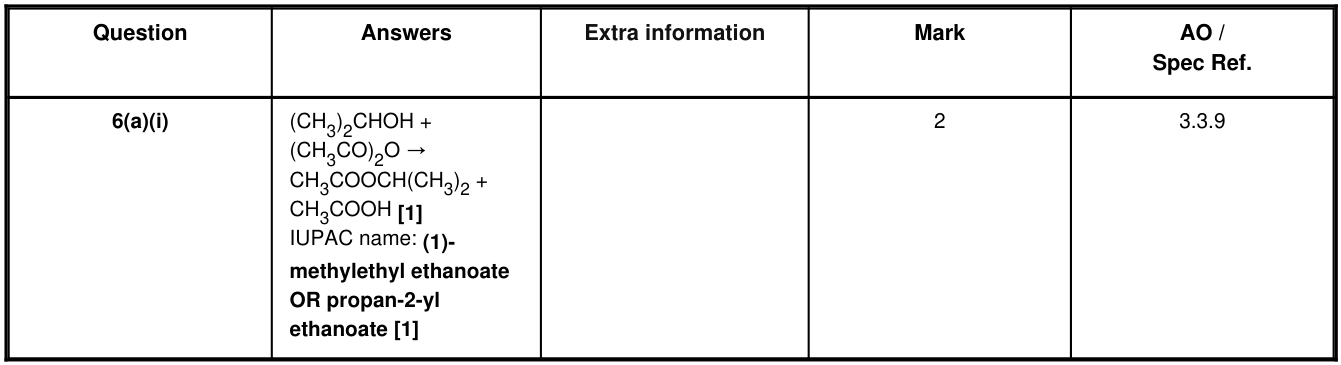 Question Answers Extra information Mark AO /
Spec Ref.
6(a)(i) (CH₃)₂CHOH + 2 3.3.9
(CH₃CO)₂O →
CH₃COOCH(CH₃)₂ +
CH₃COOH [1]
IUPAC name: (1)-
methylethyl ethanoate
OR propan-2-yl
ethanoate [1]